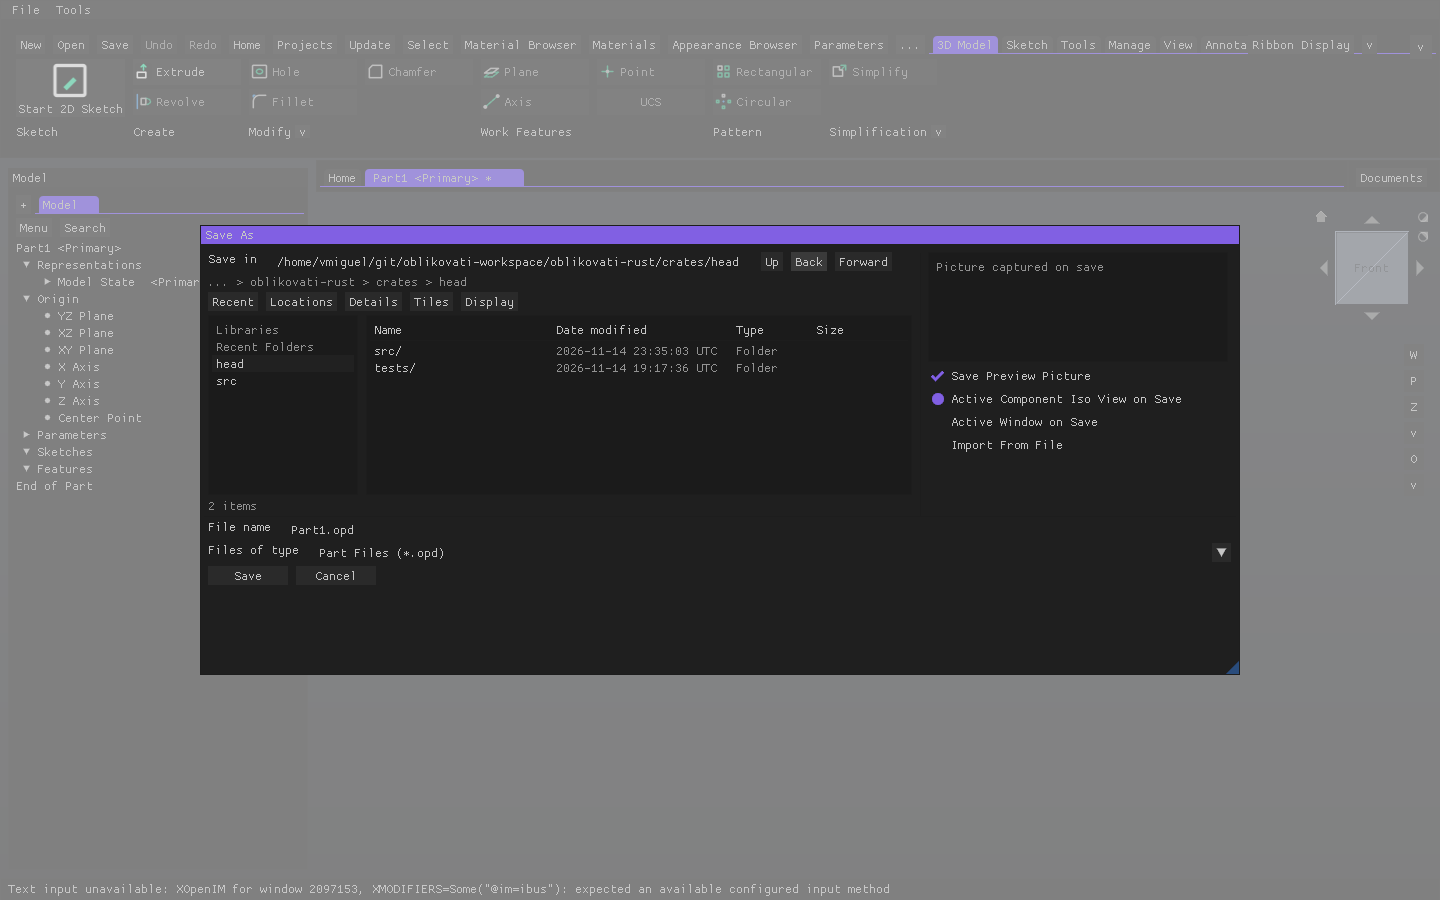 File Tools
New Open Save Undo Redo Home Projects Update Select Material Browser Materials Appearance Browser Parameters ... 3D Model Sketch Tools Manage View Annota Ribbon Display v v
Extrude Hole Chamfer Plane Point Rectangular Simplify
Start 2D Sketch Revolve Fillet Axis UCS Circular
Sketch Create Modify v Work Features Pattern Simplification v
Model
Home Part1 <Primary> * Documents
+ Model
Menu Search
Part1 <Primary>
Representations
Model State <Primar
Origin
YZ Plane
XZ Plane
XY Plane
X Axis
Y Axis
Z Axis
Center Point
Parameters
Sketches
Features
End of Part
Save As
Save in /home/vmiguel/git/oblikovati-workspace/oblikovati-rust/crates/head Up Back Forward
... > oblikovati-rust > crates > head
Recent Locations Details Tiles Display
Libraries
Recent Folders
head
src
Name Date modified Type Size
src/ 2026-11-14 23:35:03 UTC Folder
tests/ 2026-11-14 19:17:36 UTC Folder
Picture captured on save
Save Preview Picture
Active Component Iso View on Save
Active Window on Save
Import From File
2 items
File name Part1.opd
Files of type Part Files (*.opd)
Save Cancel
Front
W
P
Z
v
O
v
Text input unavailable: XOpenIM for window 2097153, XMODIFIERS=Some("@im=ibus"): expected an available configured input method